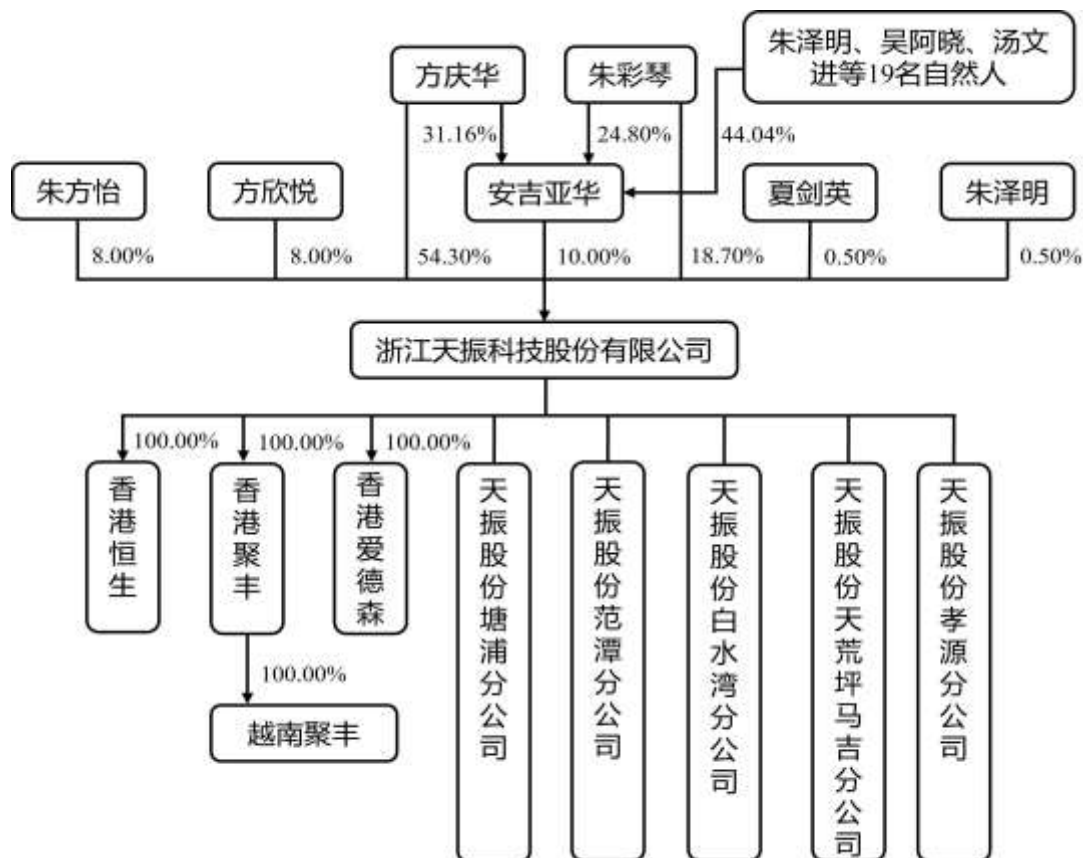 朱泽明、吴阿晓、汤文
进等19名自然人
方庆华
朱彩琴
31.16%
24.80%
44.04%
朱方怡
方欣悦
安吉亚华
夏剑英
朱泽明
8.00%
8.00%
54.30%
10.00%
18.70%
0.50%
0.50%
浙江天振科技股份有限公司
100.00%
100.00%
100.00%
香港恒生
香港聚丰
香港爱德森
天振股份塘浦分公司
天振股份范潭分公司
天振股份白水湾分公司
天振股份天荒坪马吉分公司
天振股份孝源分公司
100.00%
越南聚丰